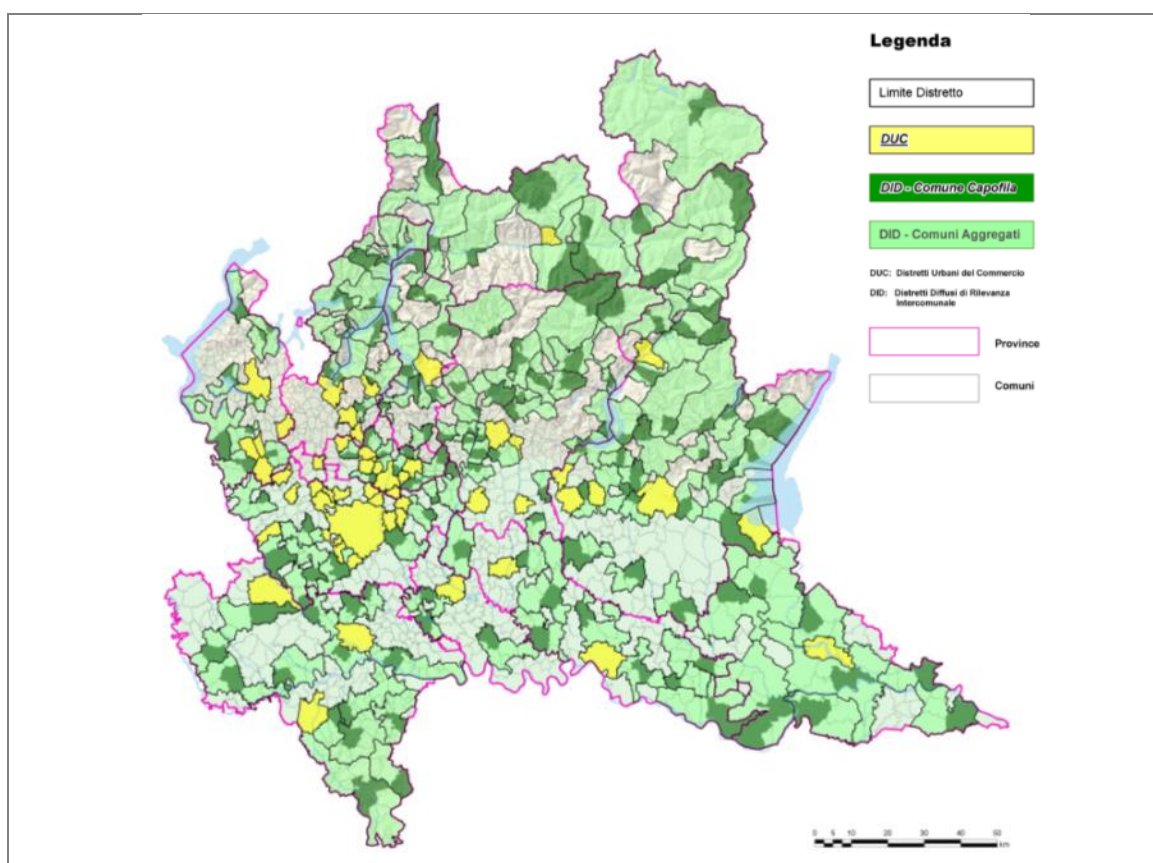 Legenda
Limite Distretto
DUC
DID - Comune Capofila
DID - Comuni Aggregati
DUC: Distretti Urbani del Commercio
DID: Distretti Diffusi di Rilevanza
Intercomunale
Province
Comuni
0 5 10 20 30 40 50
km